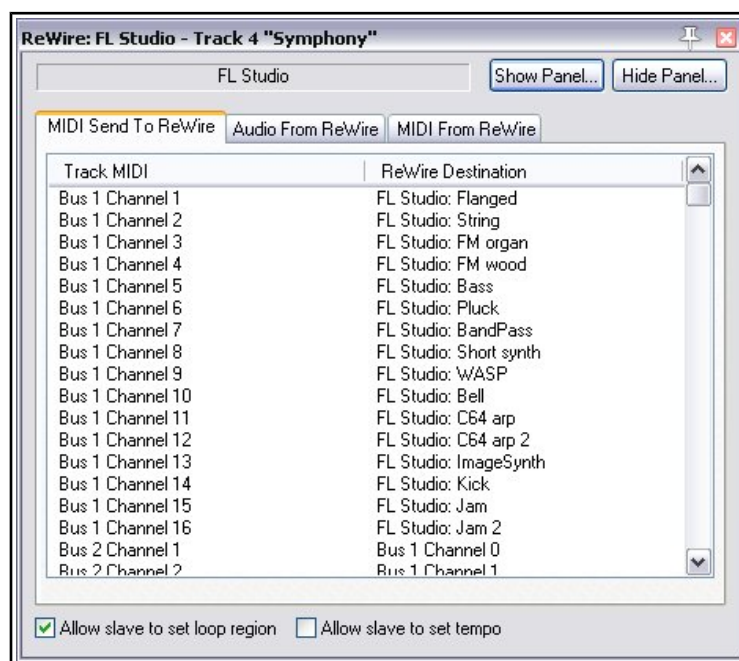 ReWire: FL Studio - Track 4 "Symphony"
FL Studio Show Panel... Hide Panel...
MIDI Send To ReWire Audio From ReWire MIDI From ReWire
Track MIDI ReWire Destination
Bus 1 Channel 1 FL Studio: Flanged
Bus 1 Channel 2 FL Studio: String
Bus 1 Channel 3 FL Studio: FM organ
Bus 1 Channel 4 FL Studio: FM wood
Bus 1 Channel 5 FL Studio: Bass
Bus 1 Channel 6 FL Studio: Pluck
Bus 1 Channel 7 FL Studio: BandPass
Bus 1 Channel 8 FL Studio: Short synth
Bus 1 Channel 9 FL Studio: WASP
Bus 1 Channel 10 FL Studio: Bell
Bus 1 Channel 11 FL Studio: C64 arp
Bus 1 Channel 12 FL Studio: C64 arp 2
Bus 1 Channel 13 FL Studio: ImageSynth
Bus 1 Channel 14 FL Studio: Kick
Bus 1 Channel 15 FL Studio: Jam
Bus 1 Channel 16 FL Studio: Jam 2
Bus 2 Channel 1 Bus 1 Channel 0
Bus 2 Channel 2 Bus 1 Channel 1
Allow slave to set loop region Allow slave to set tempo